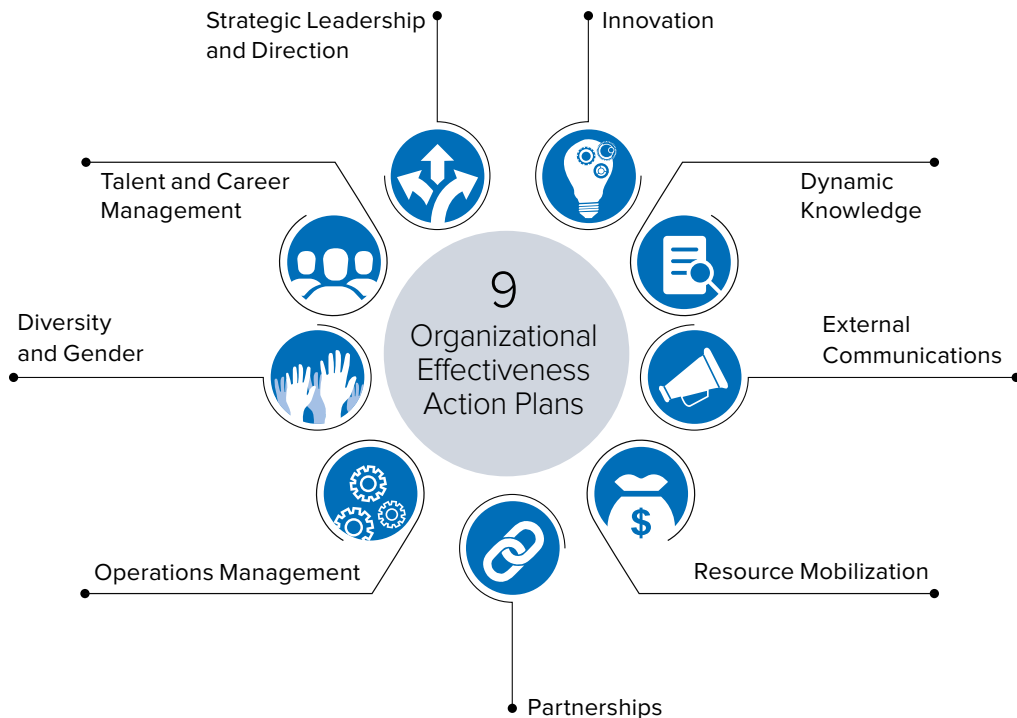 Strategic Leadership
and Direction
Innovation
Talent and Career
Management
Dynamic
Knowledge
9
Organizational
Effectiveness
Action Plans
Diversity
and Gender
External
Communications
$
Operations Management
Resource Mobilization
Partnerships